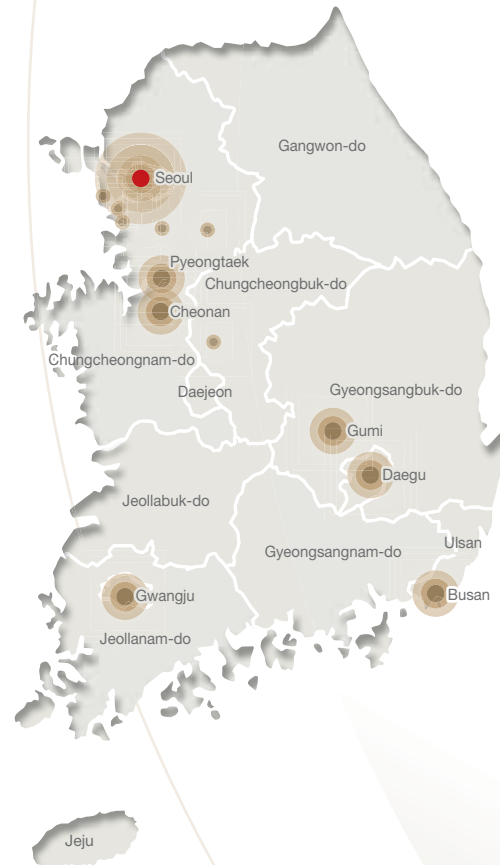 Gangwon-do
Seoul
Pyeongtaek
Chungcheongbuk-do
Cheonan
Chungcheongnam-do
Daejeon
Gyeongsangbuk-do
Gumi
Daegu
Jeollabuk-do
Ulsan
Gyeongsangnam-do
Busan
Gwangju
Jeollanam-do
Jeju